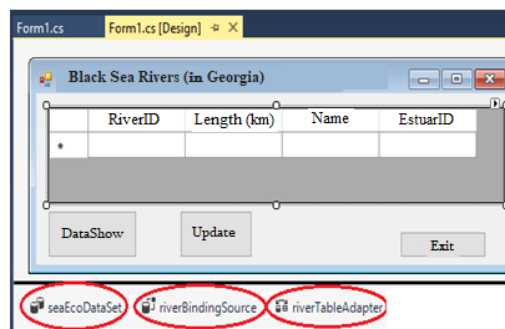 Form1.cs Form1.cs [Design]
Black Sea Rivers (in Georgia)
RiverID Length (km) Name EstuarID
*
DataShow Update Exit
seaEcoDataSet riverBindingSource riverTableAdapter